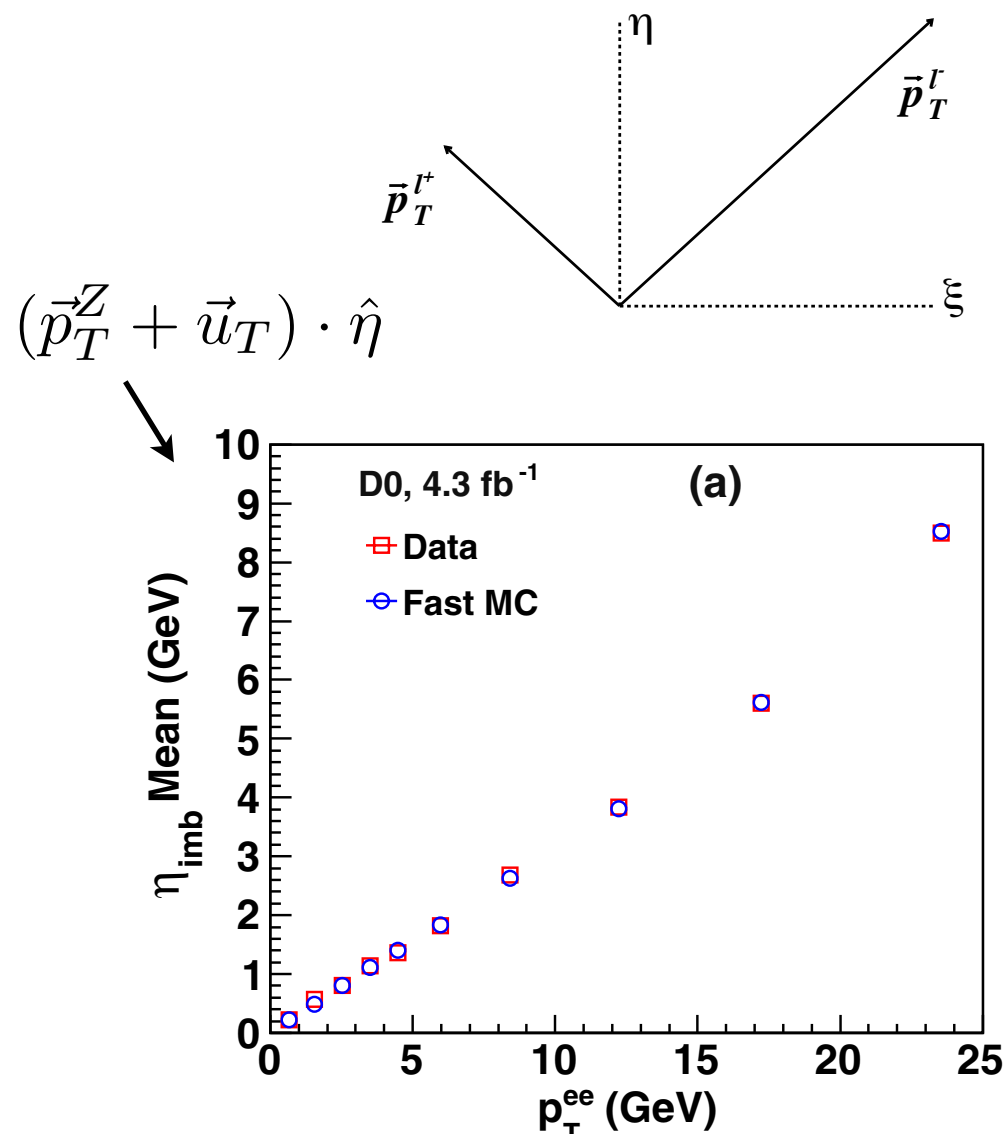 η
p⃗_T^{l^-}
p⃗_T^{l^+}
ξ
(p⃗_T^Z + u⃗_T) · η̂
D0, 4.3 fb⁻¹ (a)
Data
Fast MC
η_imb Mean (GeV)
10
9
8
7
6
5
4
3
2
1
0
0 5 10 15 20 25
p_T^ee (GeV)